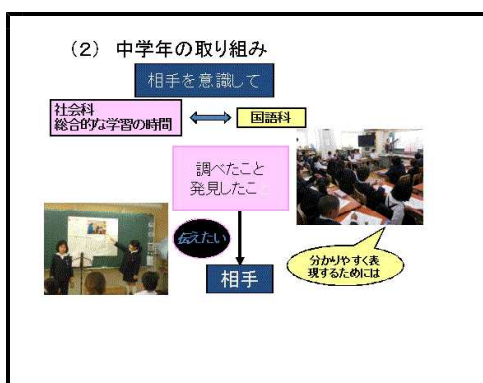 (2) 中学年の取り組み
相手を意識して
社会科
総合的な学習の時間
国語科
調べたこと
発見したこ
伝えたい
相手
分かりやすく表
現するためには